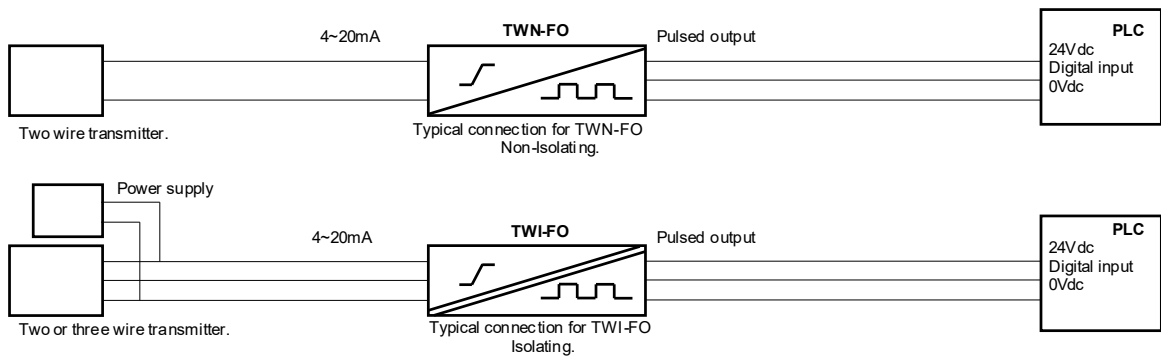 TWN-FO
4~20mA
Pulsed output
PLC
24Vdc
Digital input
0Vdc
Two wire transmitter.
Typical connection for TWN-FO
Non-Isolating.
Power supply
TWI-FO
4~20mA
Pulsed output
PLC
24Vdc
Digital input
0Vdc
Two or three wire transmitter.
Typical connection for TWI-FO
Isolating.